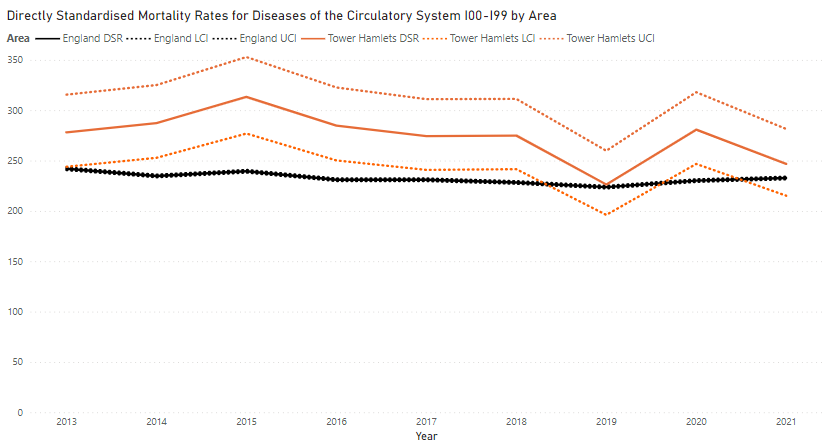 Directly Standardised Mortality Rates for Diseases of the Circulatory System I00-I99 by Area
Area England DSR England LCI England UCI Tower Hamlets DSR Tower Hamlets LCI Tower Hamlets UCI
350
300
250
200
150
100
50
0
2013 2014 2015 2016 2017 2018 2019 2020 2021
Year